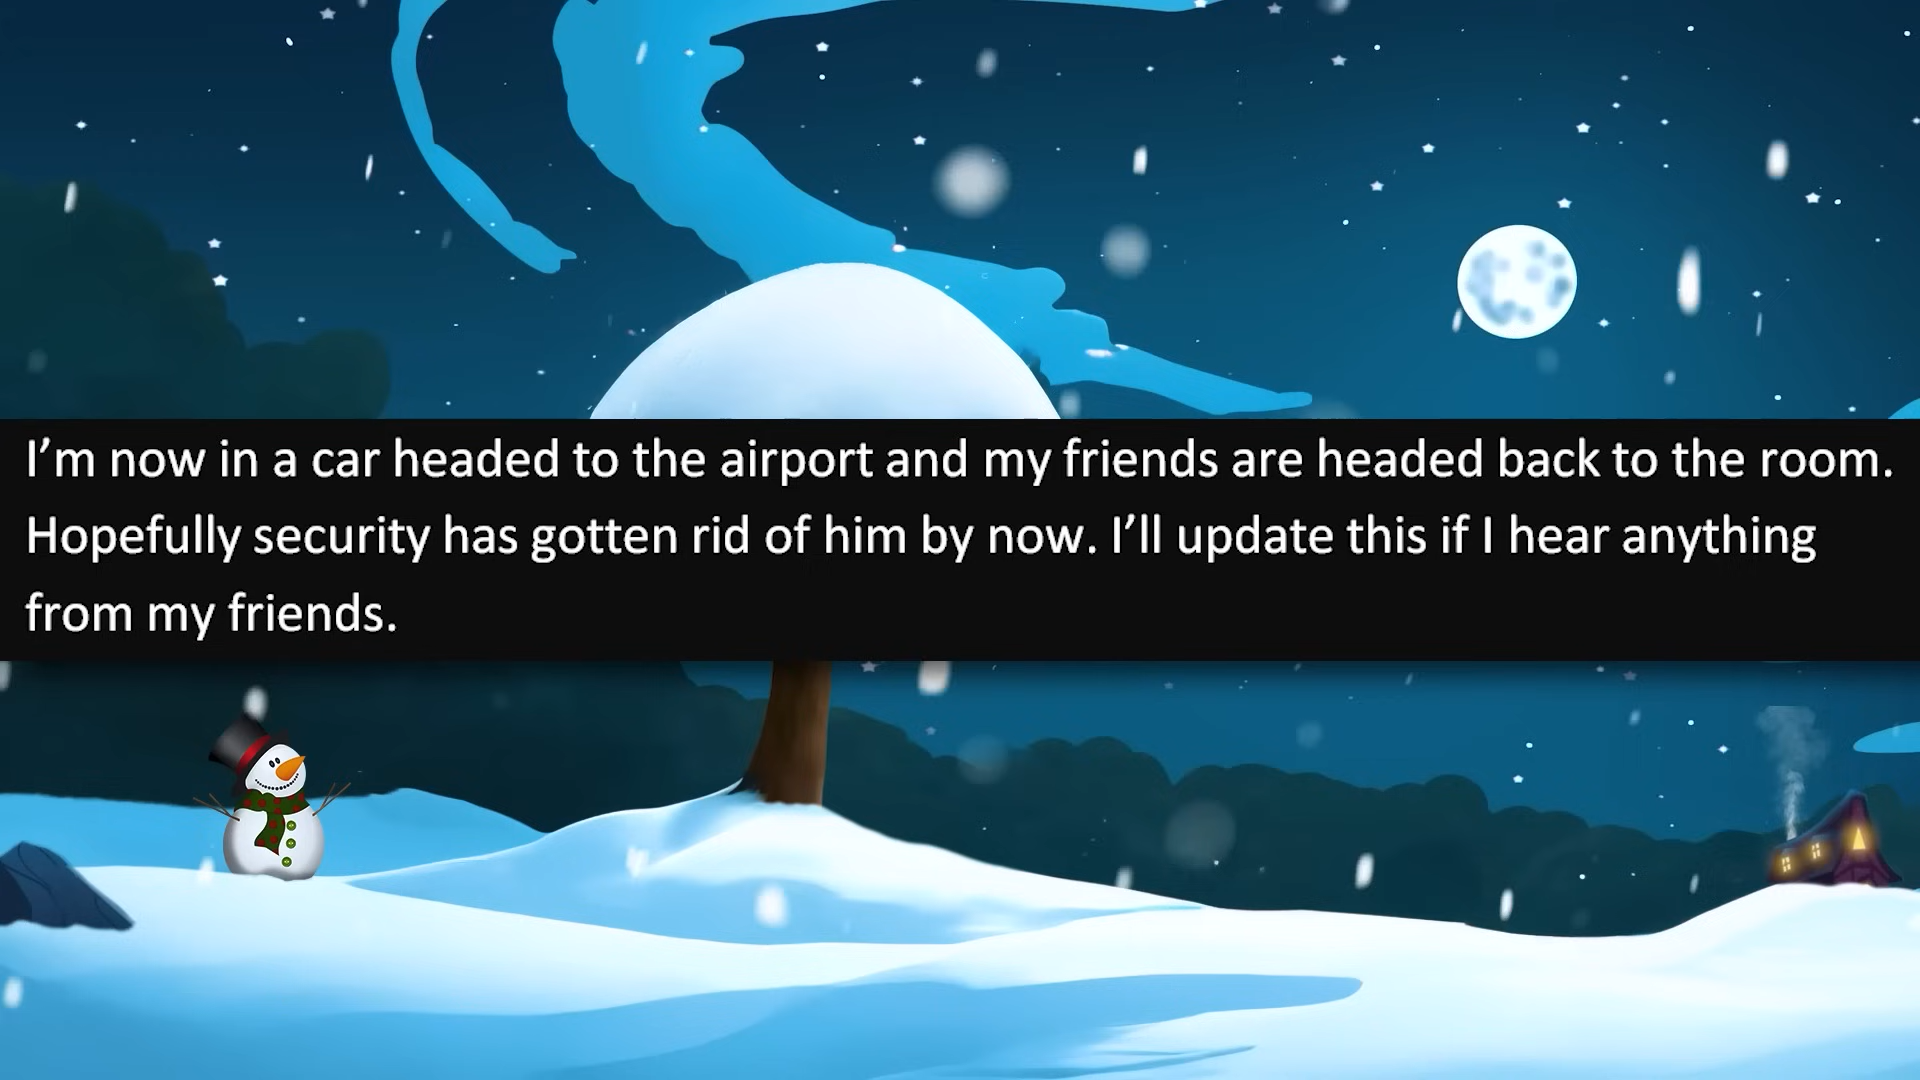 I’m now in a car headed to the airport and my friends are headed back to the room.
Hopefully security has gotten rid of him by now. I’ll update this if I hear anything
from my friends.